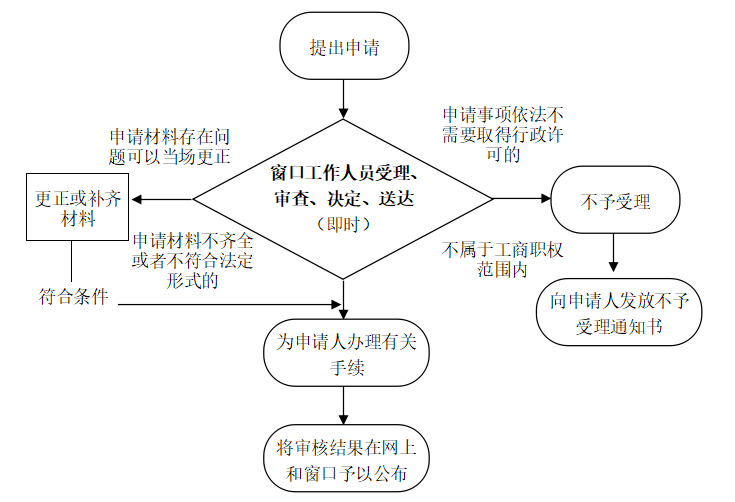 提出申请
申请材料存在问
题可以当场更正
申请事项依法不
需要取得行政许
可的
窗口工作人员受理、
审查、决定、送达
（即时）
更正或补齐
材料
不予受理
申请材料不齐全
或者不符合法定
形式的
不属于工商职权
范围内
符合条件
向申请人发放不予
受理通知书
为申请人办理有关
手续
将审核结果在网上
和窗口予以公布